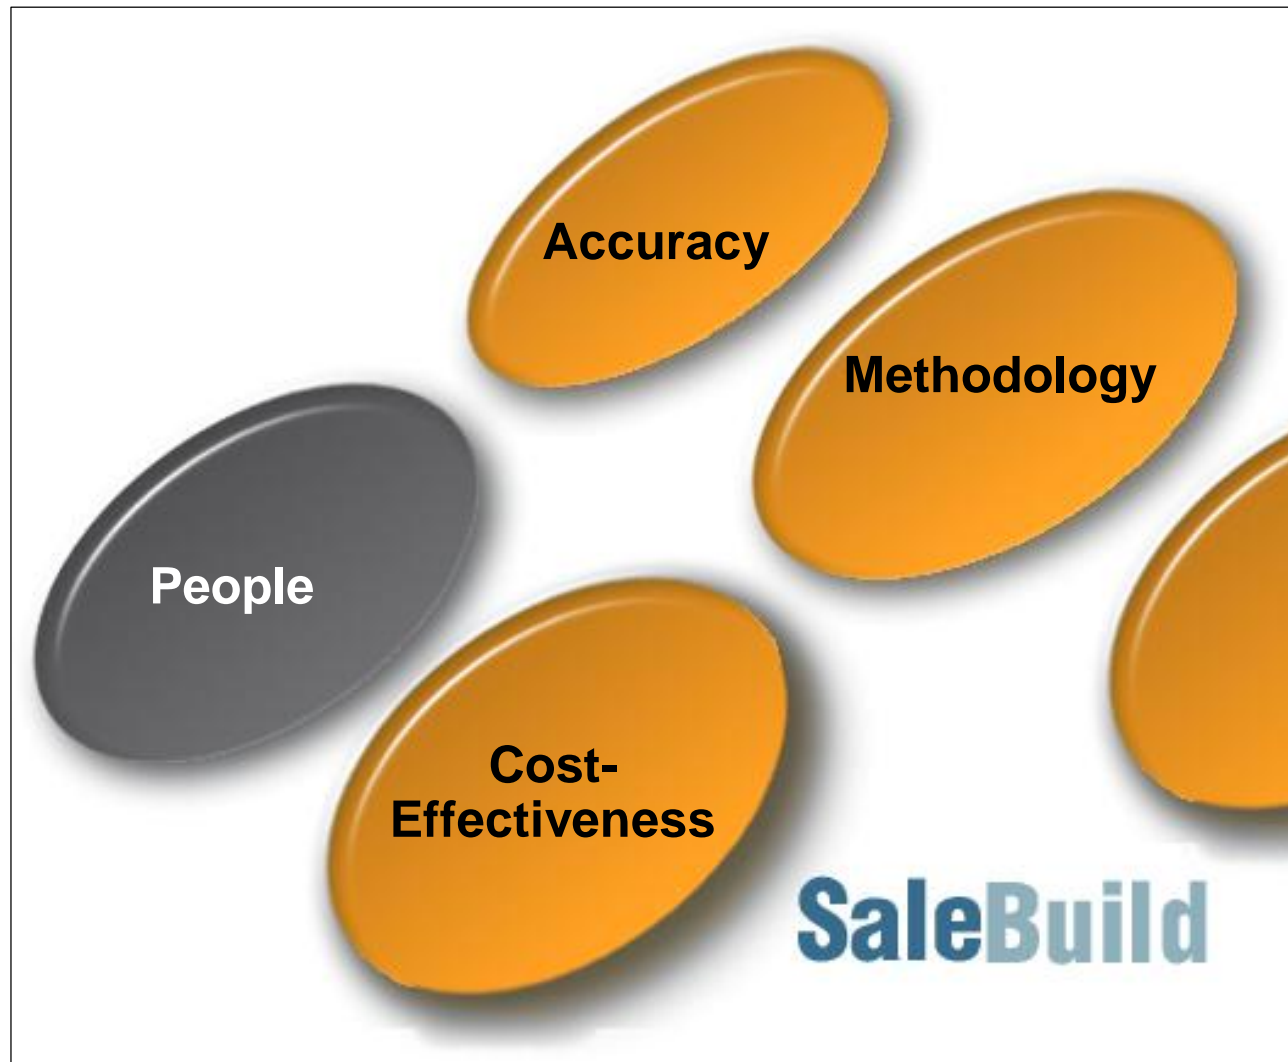 Accuracy
Methodology
People
Cost-
Effectiveness
SaleBuild